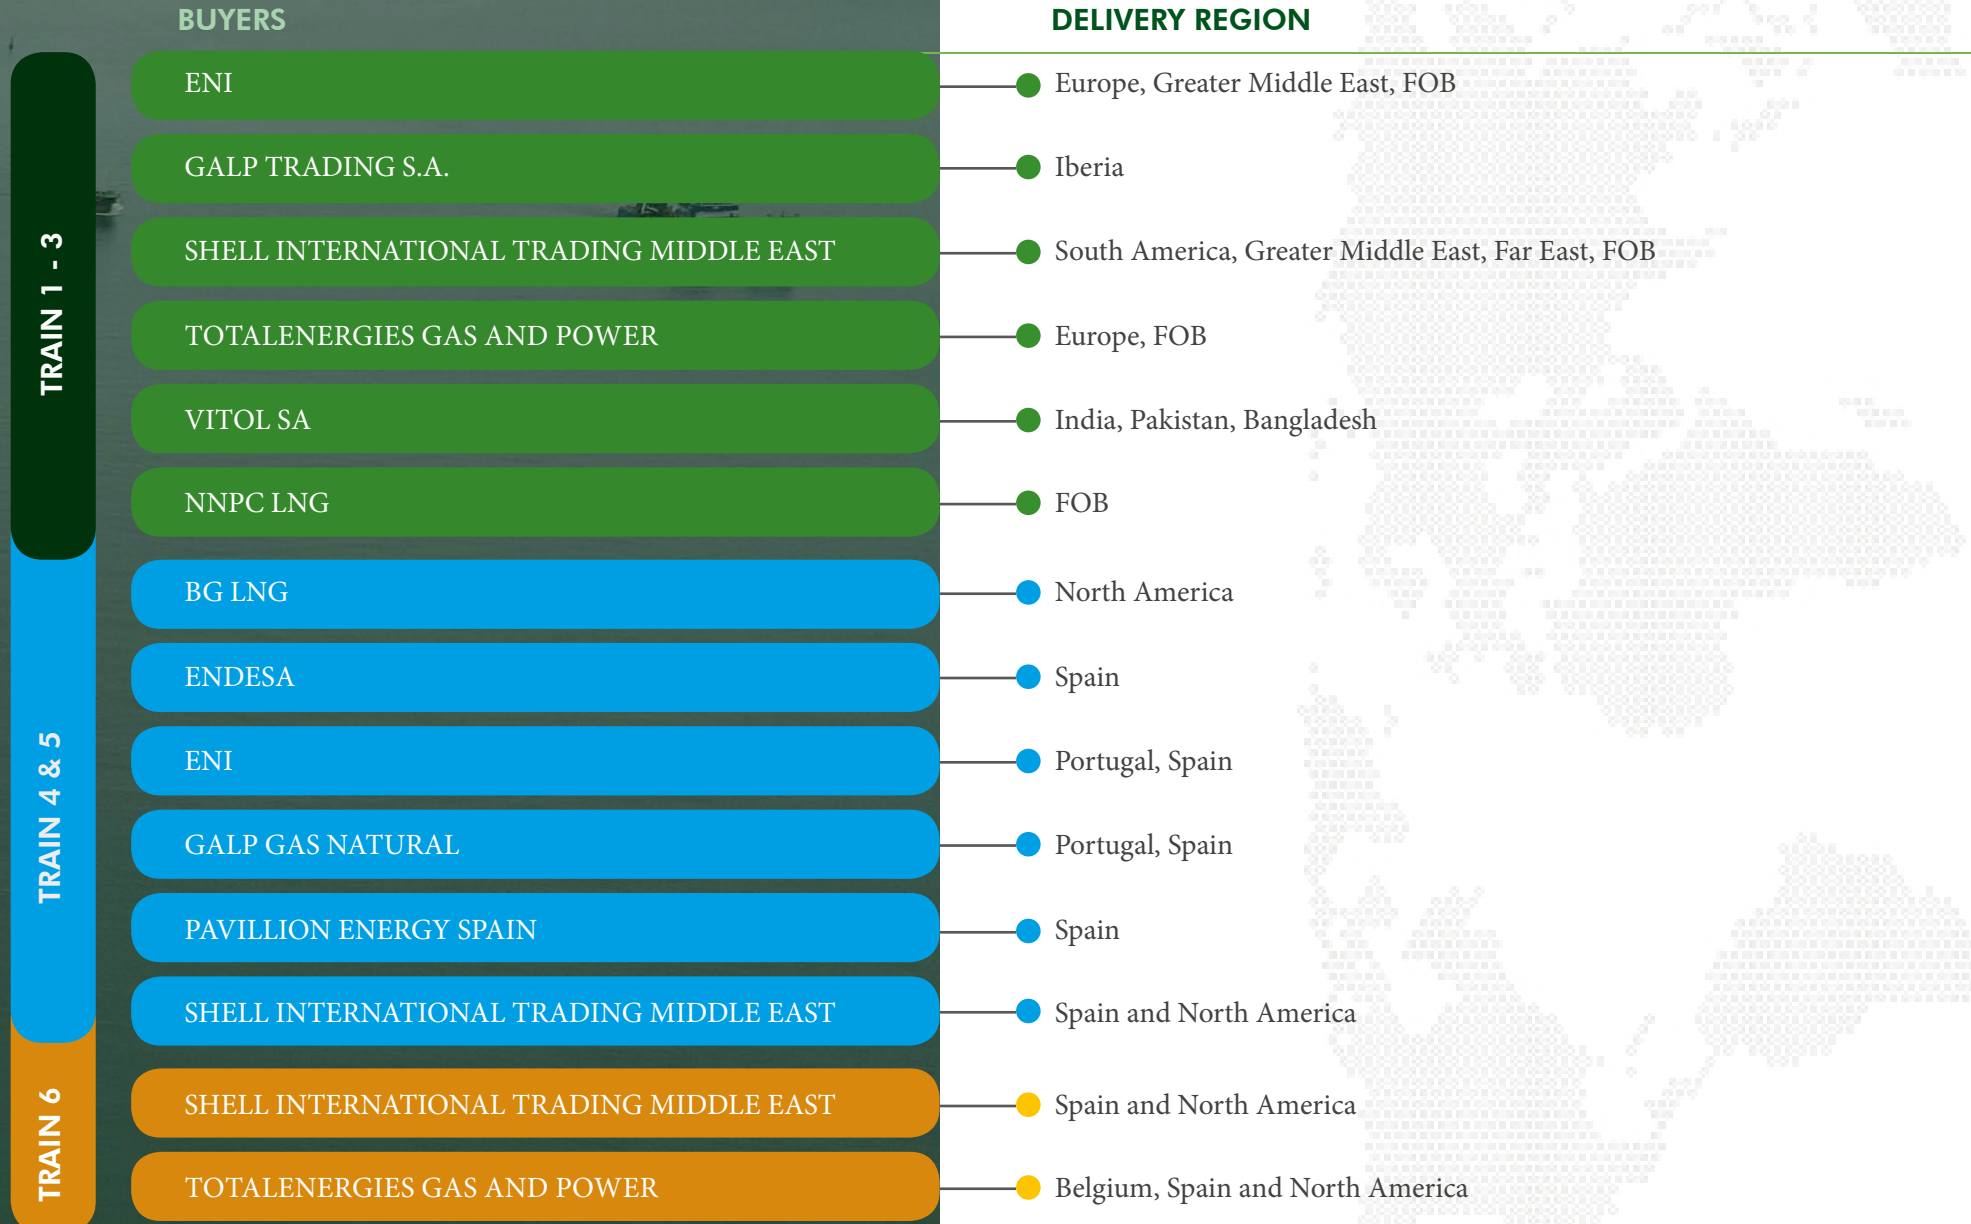 BUYERS DELIVERY REGION
TRAIN 1 - 3
ENI Europe, Greater Middle East, FOB
GALP TRADING S.A. Iberia
SHELL INTERNATIONAL TRADING MIDDLE EAST South America, Greater Middle East, Far East, FOB
TOTALENERGIES GAS AND POWER Europe, FOB
VITOL SA India, Pakistan, Bangladesh
NNPC LNG FOB
TRAIN 4 & 5
BG LNG North America
ENDESA Spain
ENI Portugal, Spain
GALP GAS NATURAL Portugal, Spain
PAVILLION ENERGY SPAIN Spain
SHELL INTERNATIONAL TRADING MIDDLE EAST Spain and North America
TRAIN 6
SHELL INTERNATIONAL TRADING MIDDLE EAST Spain and North America
TOTALENERGIES GAS AND POWER Belgium, Spain and North America